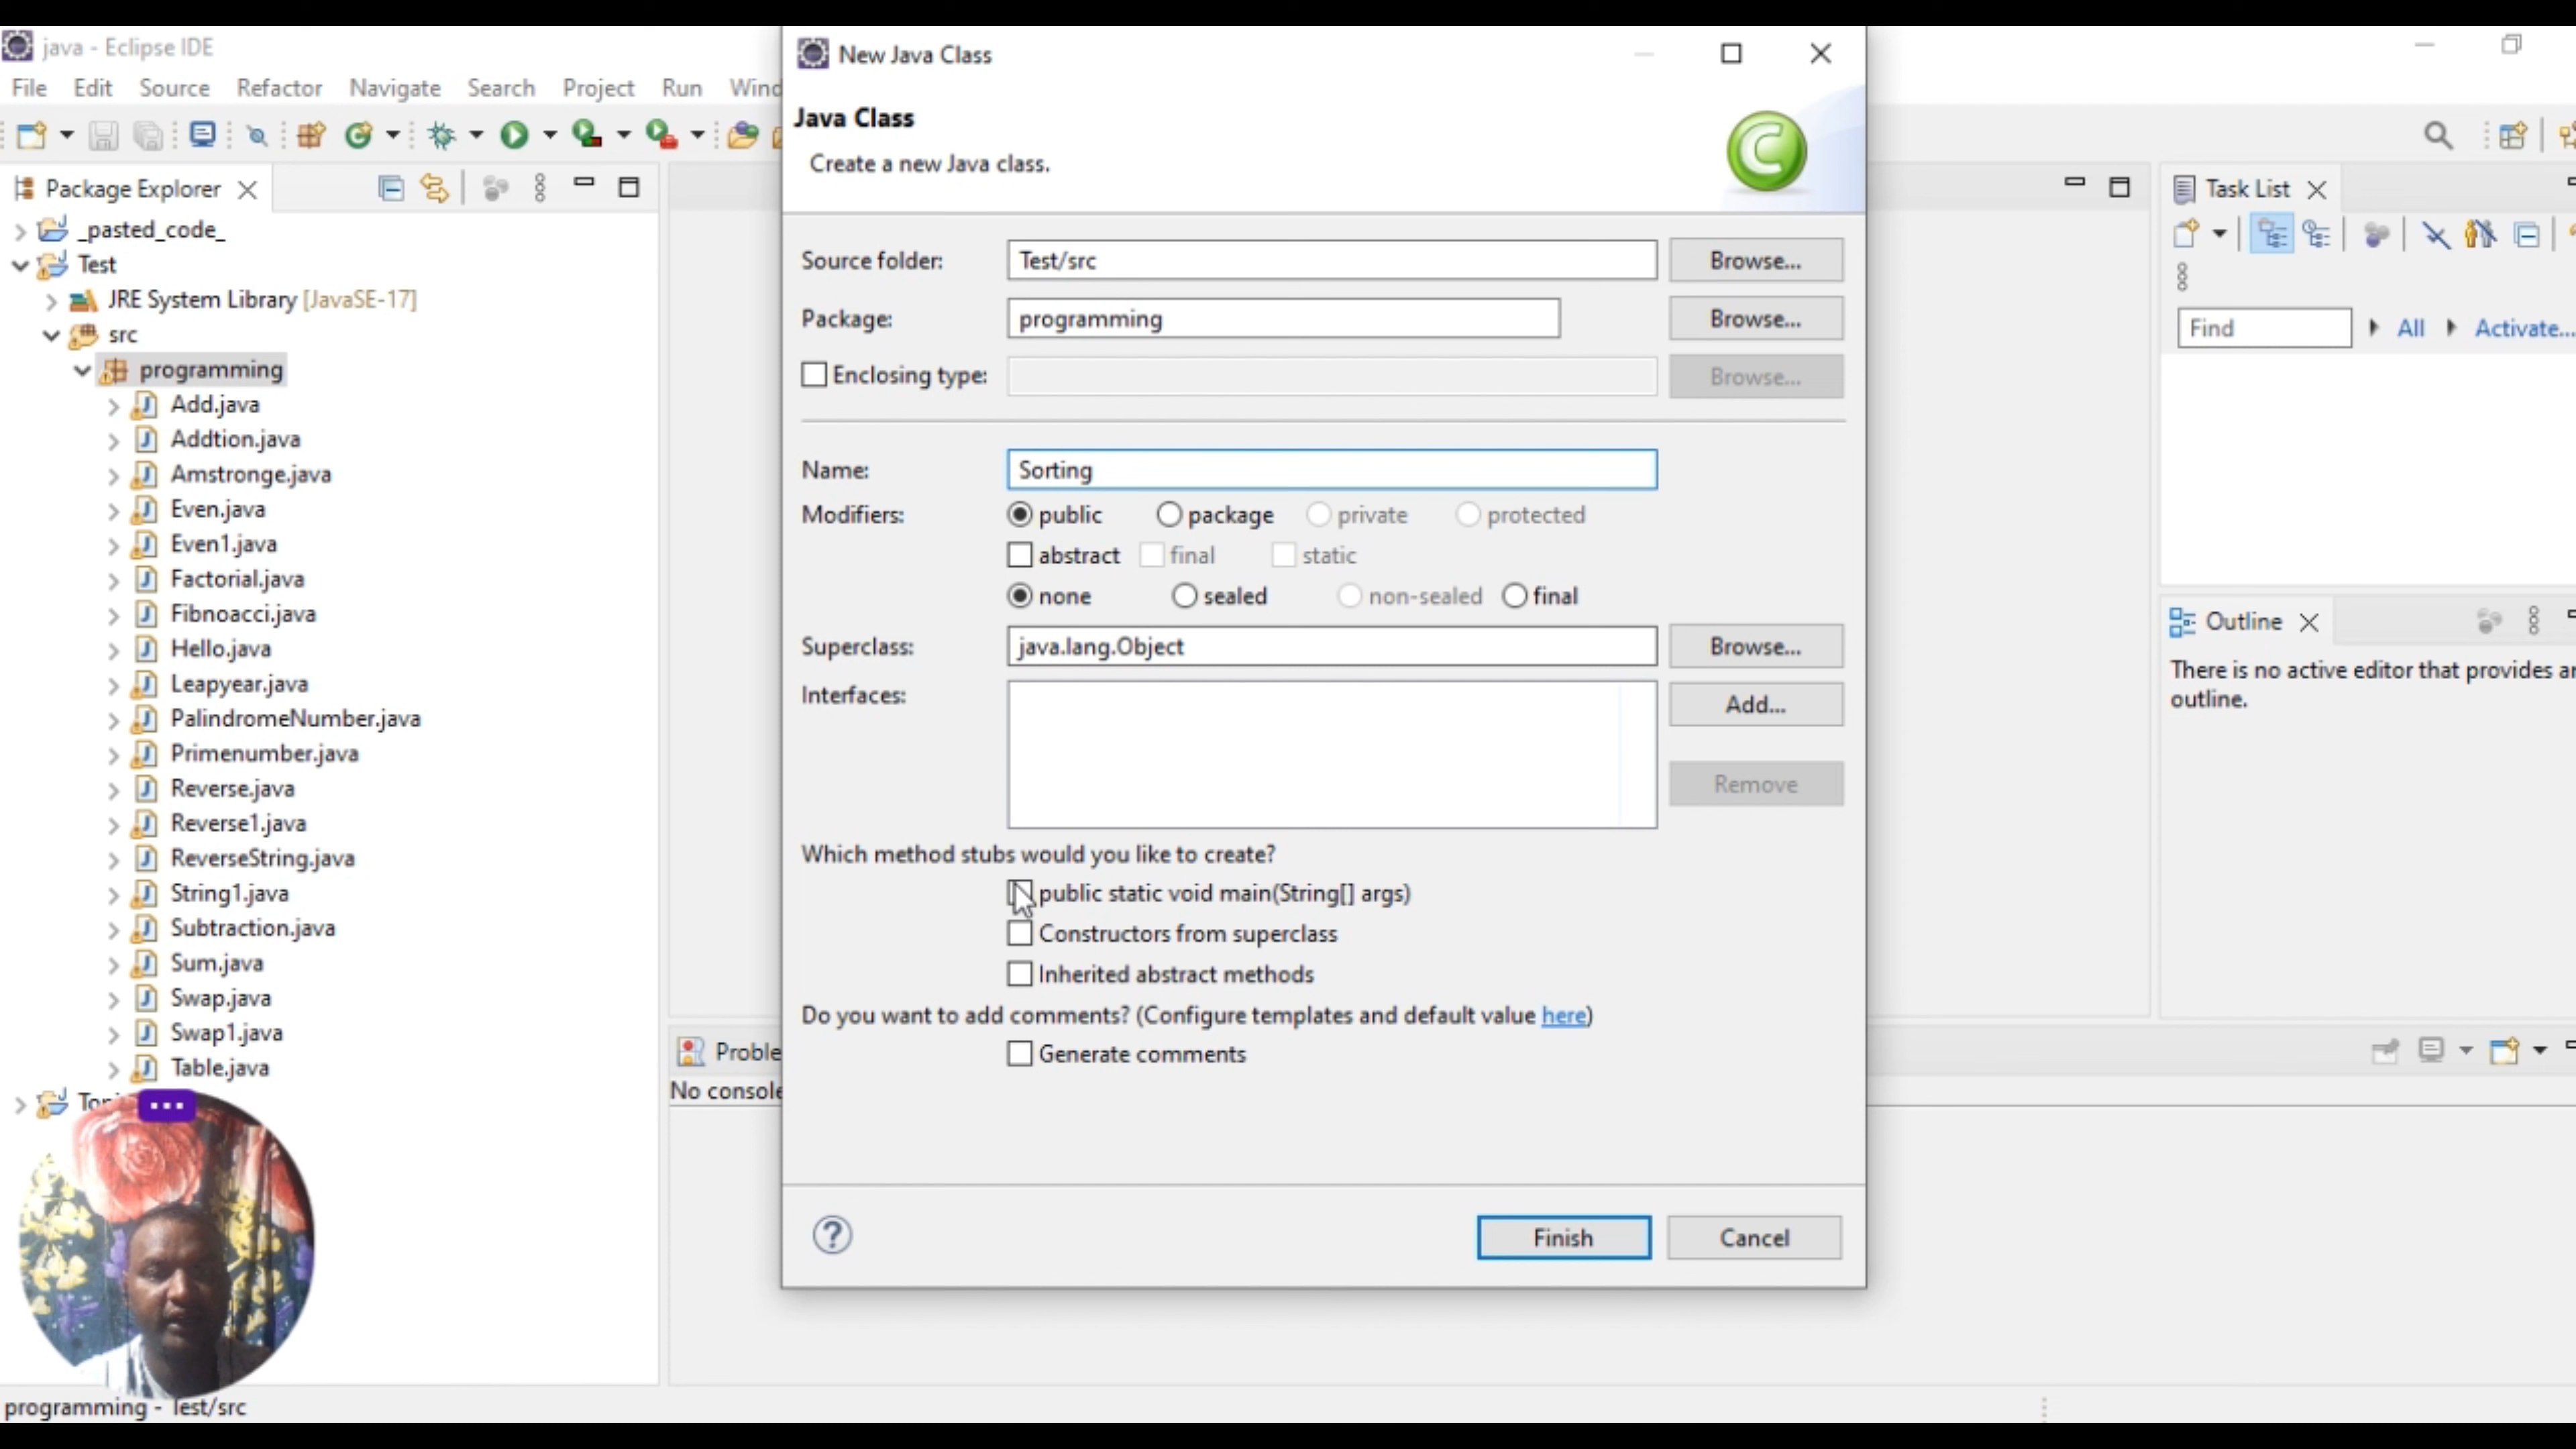 java - Eclipse IDE
File Edit Source Refactor Navigate Search Project Run
Package Explorer
_pasted_code_
Test
JRE System Library [JavaSE-17]
src
programming
Add.java
Addtion.java
Amstronge.java
Even.java
Even1.java
Factorial.java
Fibnoacci.java
Hello.java
Leapyear.java
PalindromeNumber.java
Primenumber.java
Reverse.java
Reverse1.java
ReverseString.java
String1.java
Subtraction.java
Sum.java
Swap.java
Swap1.java
Table.java
programming - Test/src
New Java Class
Java Class
Create a new Java class.
Source folder: Test/src Browse...
Package: programming Browse...
Enclosing type: Browse...
Name: Sorting
Modifiers: public package private protected
abstract final static
none sealed non-sealed final
Superclass: java.lang.Object Browse...
Interfaces: Add...
Remove
Which method stubs would you like to create?
public static void main(String[] args)
Constructors from superclass
Inherited abstract methods
Do you want to add comments? (Configure templates and default value here)
Generate comments
Finish Cancel
No console
Task List
Find All Activate...
Outline
There is no active editor that provides an
outline.